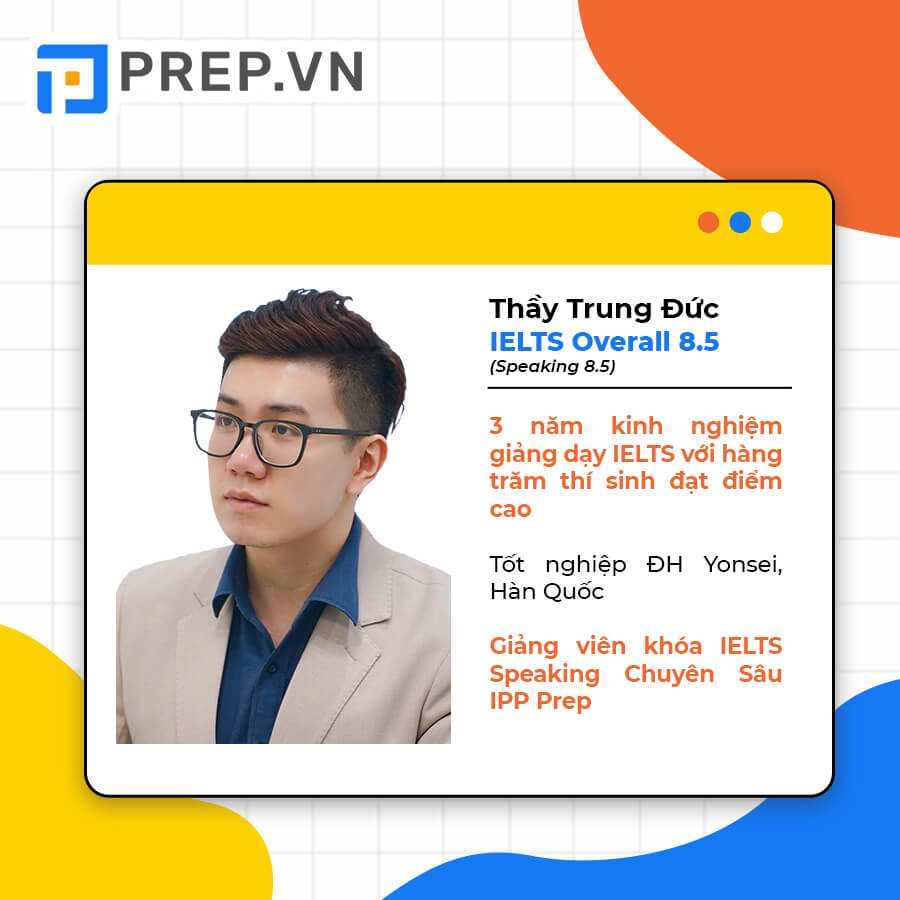 PREP.VN
Thầy Trung Đức
IELTS Overall 8.5
(Speaking 8.5)
3 năm kinh nghiệm
giảng dạy IELTS với hàng
trăm thí sinh đạt điểm
cao
Tốt nghiệp ĐH Yonsei,
Hàn Quốc
Giảng viên khóa IELTS
Speaking Chuyên Sâu
IPP Prep